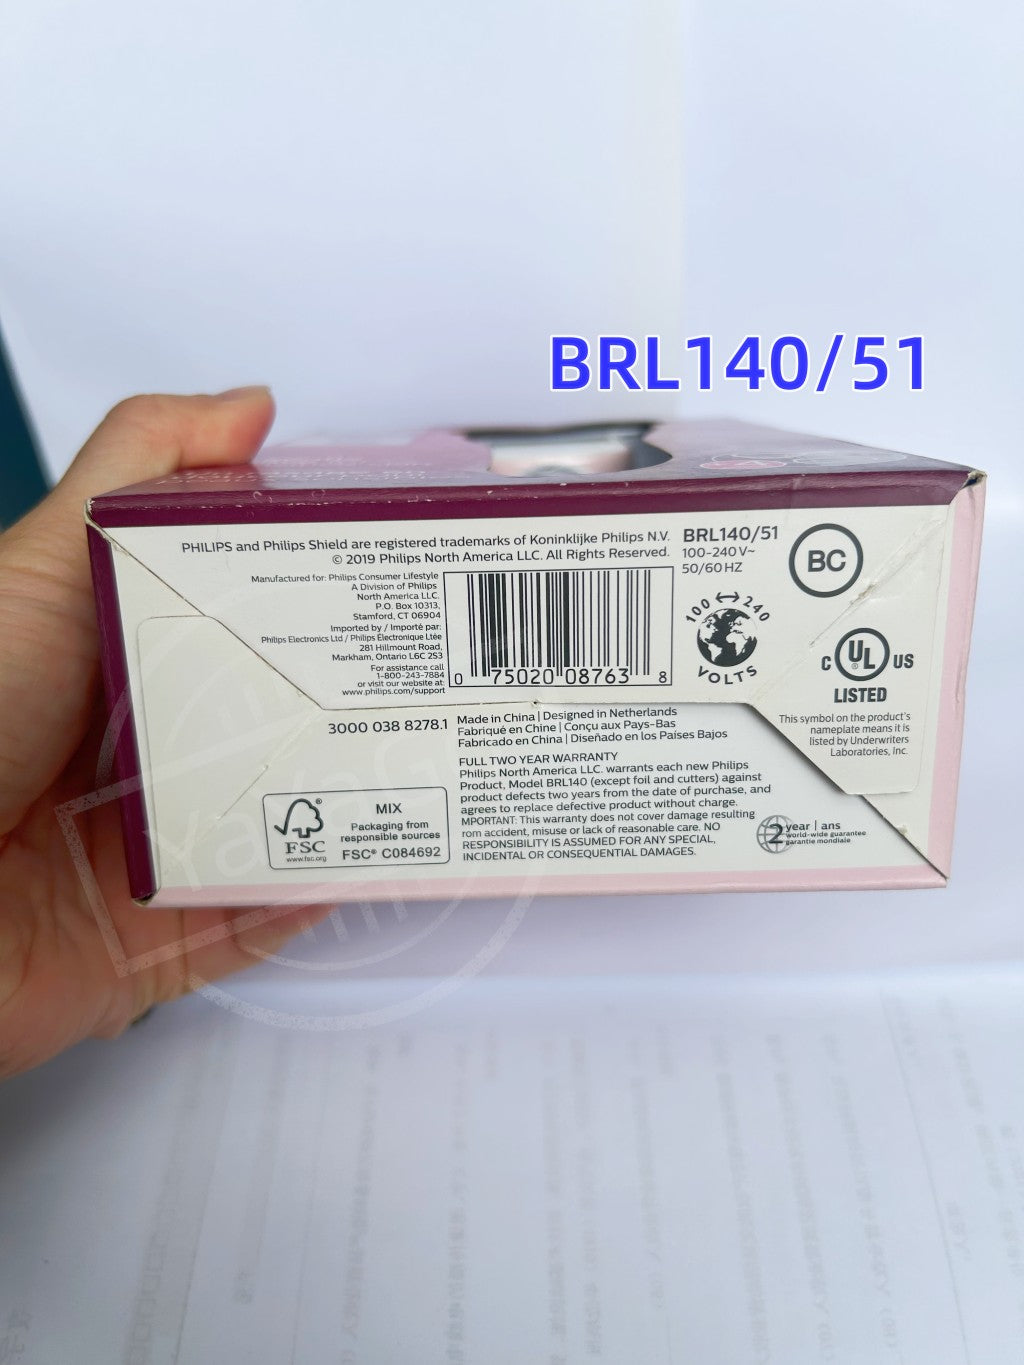 BRL140/51
PHILIPS and Philips Shield are registered trademarks of Koninklijke Philips N.V.
© 2019 Philips North America LLC. All Rights Reserved.
BRL140/51
100-240 V~
50/60 HZ
BC
Manufactured for: Philips Consumer Lifestyle
A Division of Philips
North America LLC.
P.O. Box 10313,
Stamford, CT 06904
Imported by / Importé par:
Philips Electronics Ltd / Philips Électronique Ltée
281 Hillmount Road,
Markham, Ontario L6C 2S3
For assistance call
1-800-243-7884
or visit our website at:
www.philips.com/support
0 75020 08763 8
100 240
VOLTS
C UL US
LISTED
This symbol on the product's
nameplate means it is
listed by Underwriters
Laboratories, Inc.
3000 038 8278.1
Made in China | Designed in Netherlands
Fabriqué en Chine | Conçu aux Pays-Bas
Fabricado en China | Diseñado en los Países Bajos
FULL TWO YEAR WARRANTY
Philips North America LLC. warrants each new Philips
Product, Model BRL140 (except foil and cutters) against
product defects two years from the date of purchase, and
agrees to replace defective product without charge.
MPORTANT: This warranty does not cover damage resulting
rom accident, misuse or lack of reasonable care. NO
RESPONSIBILITY IS ASSUMED FOR ANY SPECIAL,
INCIDENTAL OR CONSEQUENTIAL DAMAGES.
FSC®
www.fsc.org
MIX
Packaging from
responsible sources
FSC® C084692
2 year | ans
world-wide guarantee
garantie mondiale